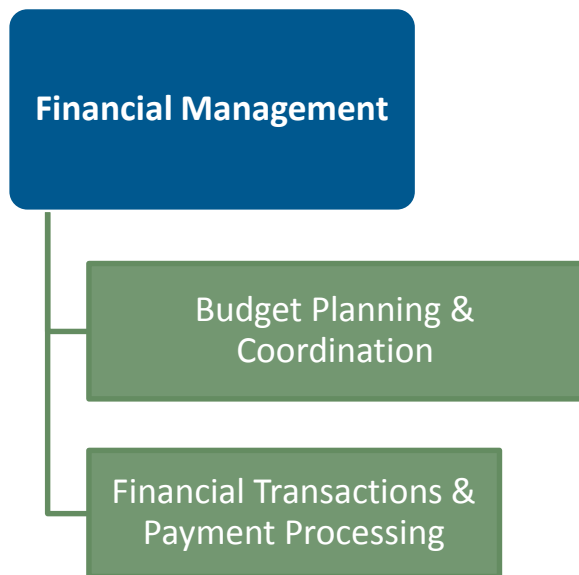 Financial Management
Budget Planning &
Coordination
Financial Transactions &
Payment Processing